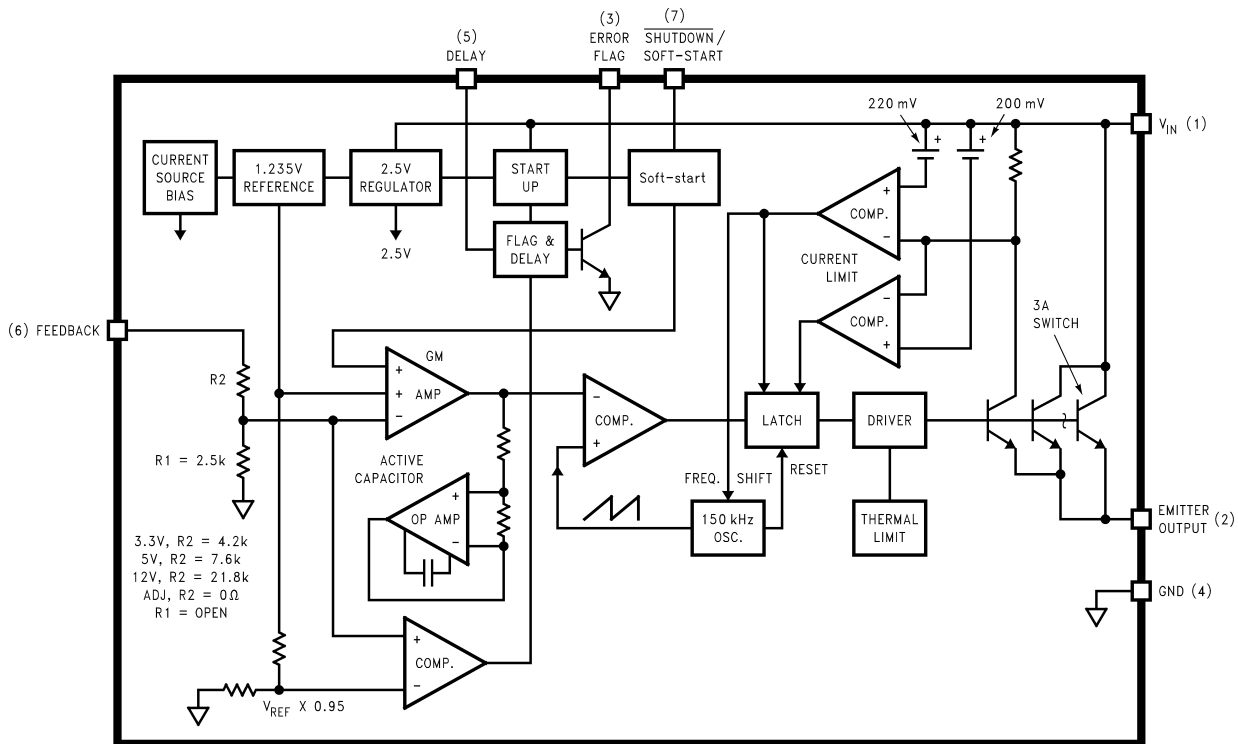 (5)
DELAY
(3)
ERROR
FLAG
(7)
SHUTDOWN /
SOFT-START
220 mV
200 mV
+
+
VIN (1)
CURRENT
SOURCE
BIAS
1.235V
REFERENCE
2.5V
REGULATOR
START
UP
Soft-start
2.5V
FLAG &
DELAY
+
COMP.
−
CURRENT
LIMIT
−
COMP.
+
3A
SWITCH
(6) FEEDBACK
R2
R1 = 2.5k
GM
+
+ AMP
−
ACTIVE
CAPACITOR
+
OP AMP
−
−
COMP.
+
LATCH
DRIVER
FREQ. SHIFT
RESET
150 kHz
OSC.
THERMAL
LIMIT
EMITTER
OUTPUT (2)
GND (4)
3.3V, R2 = 4.2k
5V, R2 = 7.6k
12V, R2 = 21.8k
ADJ, R2 = 0Ω
R1 = OPEN
+
COMP.
−
VREF X 0.95